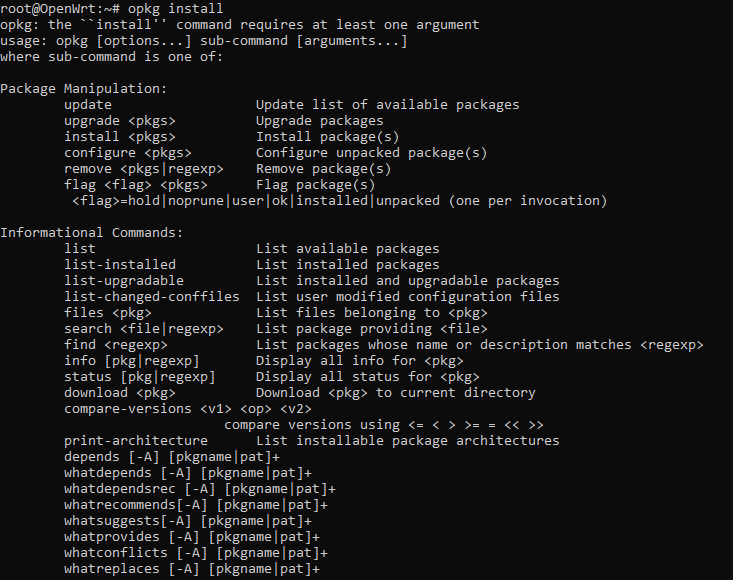 root@OpenWrt:~# opkg install
opkg: the ``install'' command requires at least one argument
usage: opkg [options...] sub-command [arguments...]
where sub-command is one of:

Package Manipulation:
        update                  Update list of available packages
        upgrade <pkgs>          Upgrade packages
        install <pkgs>          Install package(s)
        configure <pkgs>        Configure unpacked package(s)
        remove <pkgs|regexp>    Remove package(s)
        flag <flag> <pkgs>      Flag package(s)
         <flag>=hold|noprune|user|ok|installed|unpacked (one per invocation)

Informational Commands:
        list                    List available packages
        list-installed          List installed packages
        list-upgradable         List installed and upgradable packages
        list-changed-conffiles  List user modified configuration files
        files <pkg>             List files belonging to <pkg>
        search <file|regexp>    List package providing <file>
        find <regexp>           List packages whose name or description matches <regexp>
        info [pkg|regexp]       Display all info for <pkg>
        status [pkg|regexp]     Display all status for <pkg>
        download <pkg>          Download <pkg> to current directory
        compare-versions <v1> <op> <v2>
                            compare versions using <= < > >= = << >>
        print-architecture      List installable package architectures
        depends [-A] [pkgname|pat]+
        whatdepends [-A] [pkgname|pat]+
        whatdependsrec [-A] [pkgname|pat]+
        whatrecommends[-A] [pkgname|pat]+
        whatsuggests[-A] [pkgname|pat]+
        whatprovides [-A] [pkgname|pat]+
        whatconflicts [-A] [pkgname|pat]+
        whatreplaces [-A] [pkgname|pat]+